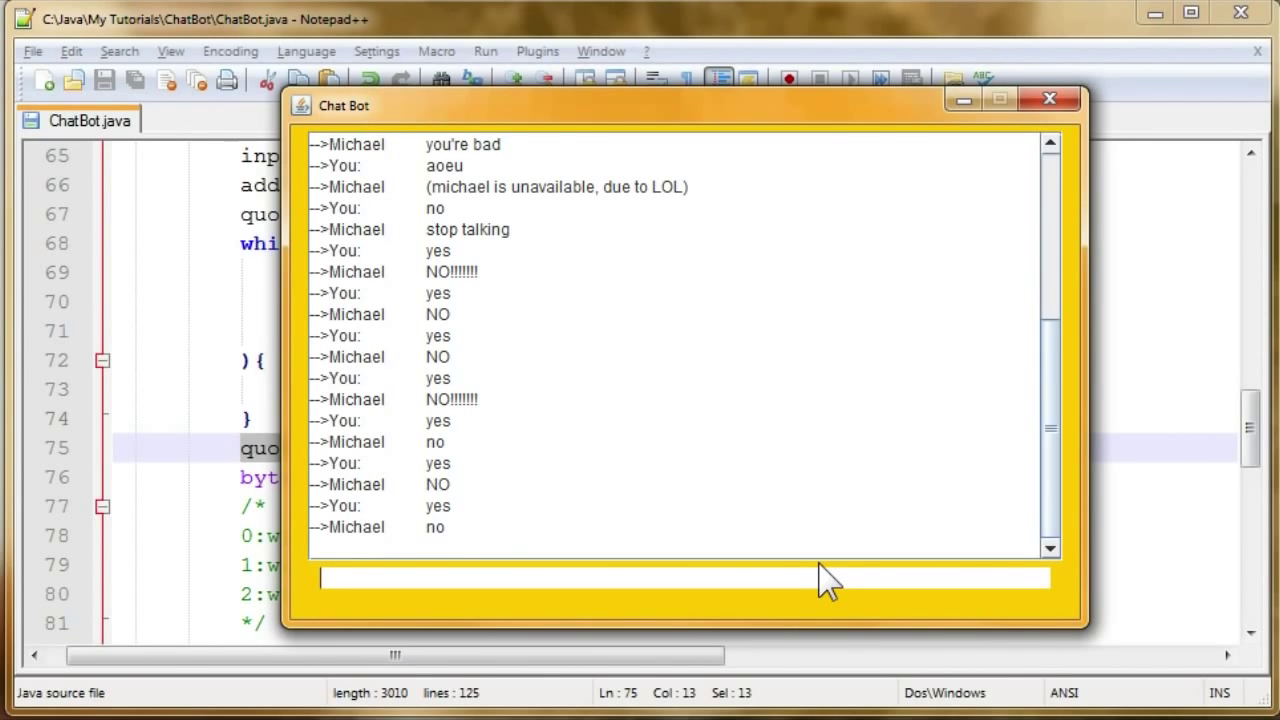 C:\Java\My Tutorials\ChatBot\ChatBot.java - Notepad++
File Edit Search View Encoding Language Settings Macro Run Plugins Window ? X
ChatBot.java
Chat Bot
-->Michael you're bad
-->You: aoeu
-->Michael (michael is unavailable, due to LOL)
-->You: no
-->Michael stop talking
-->You: yes
-->Michael NO!!!!!!!
-->You: yes
-->Michael NO
-->You: yes
-->Michael NO
-->You: yes
-->Michael NO!!!!!!!
-->You: yes
-->Michael no
-->You: yes
-->Michael NO
-->You: yes
-->Michael no
65 inp
66 add
67 quo
68 whi
69
70
71
72 ){
73
74 }
75 quo
76 byt
77 /*
78 0:w
79 1:w
80 2:w
81 */
Java source file length : 3010 lines : 125 Ln : 75 Col : 13 Sel : 13 Dos\Windows ANSI INS